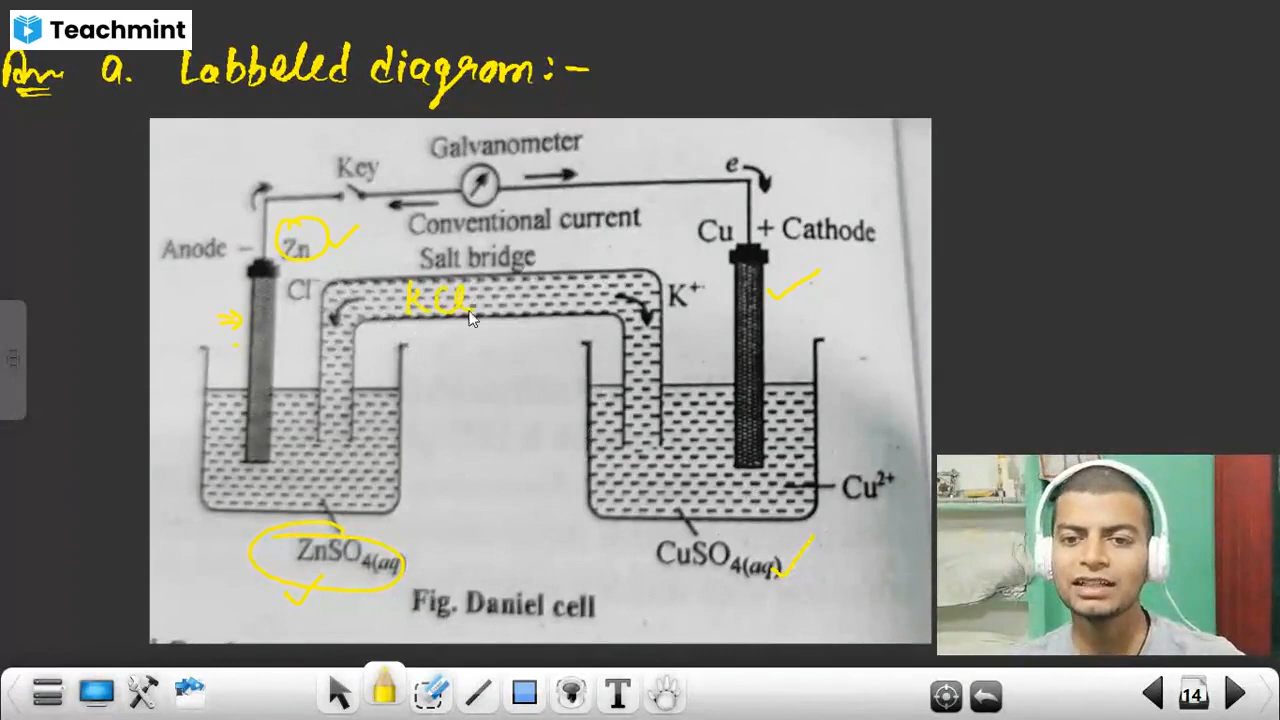 Teachmint
Ans a. Labbeled diagrom:-
Galvanometer
Key
e
Conventional current
Anode - Zn
Cu + Cathode
Salt bridge
Cl
KCl
K+
Cu2+
ZnSO4(aq
CuSO4(aq)
Fig. Daniel cell
14